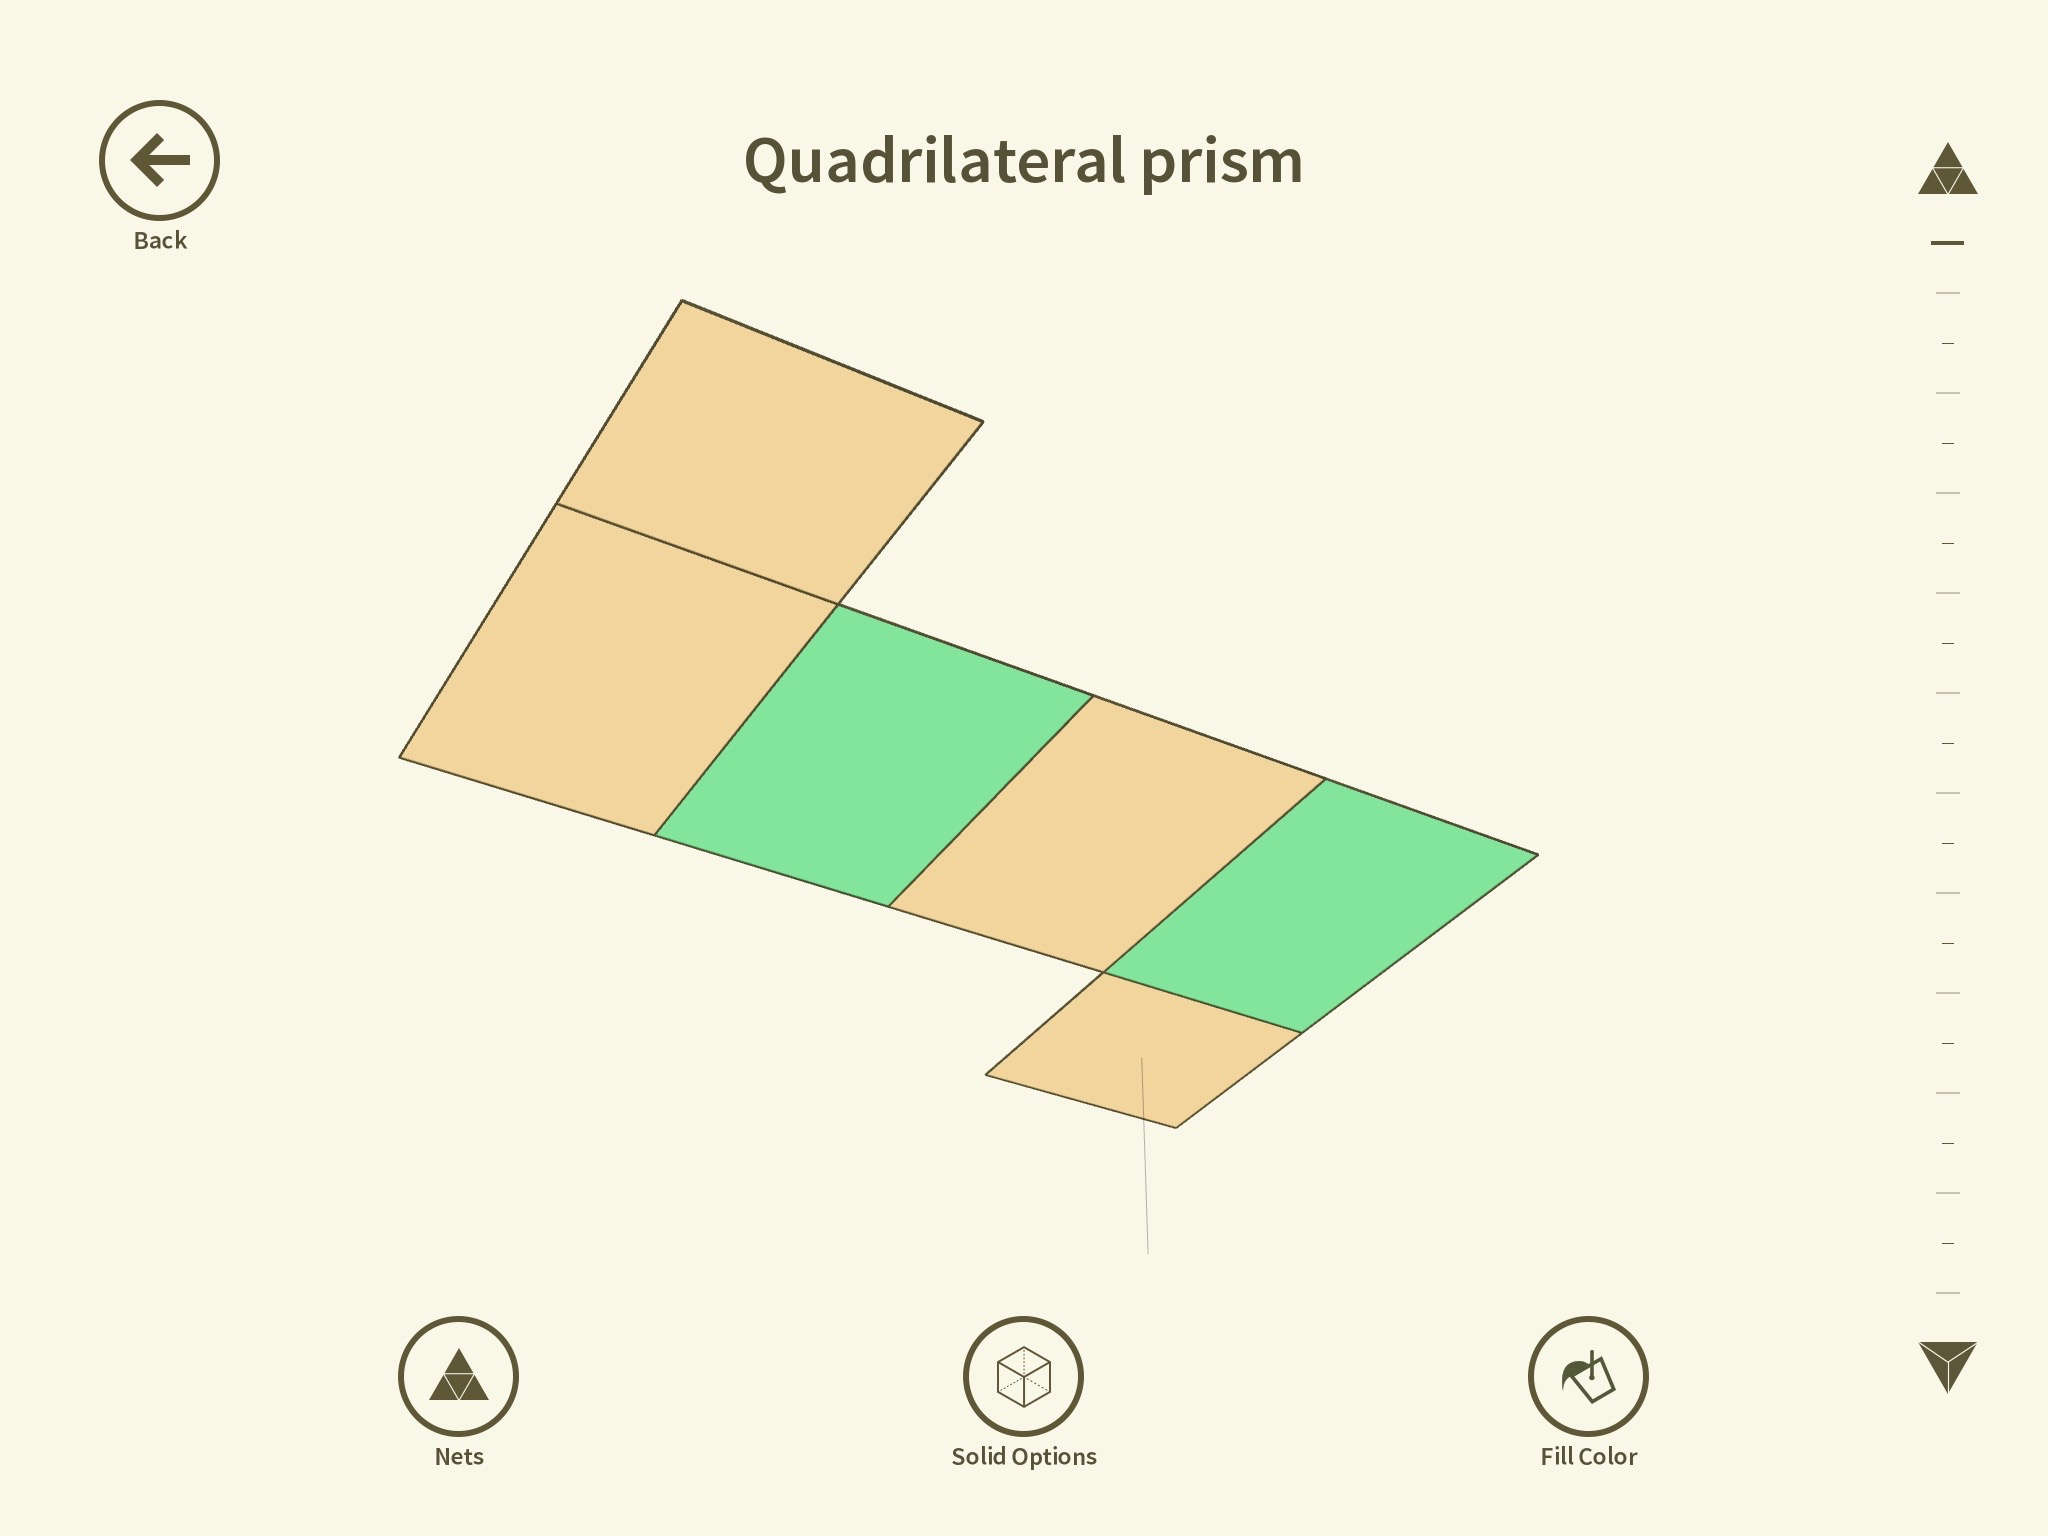 Quadrilateral prism
Back
Nets
Solid Options
Fill Color